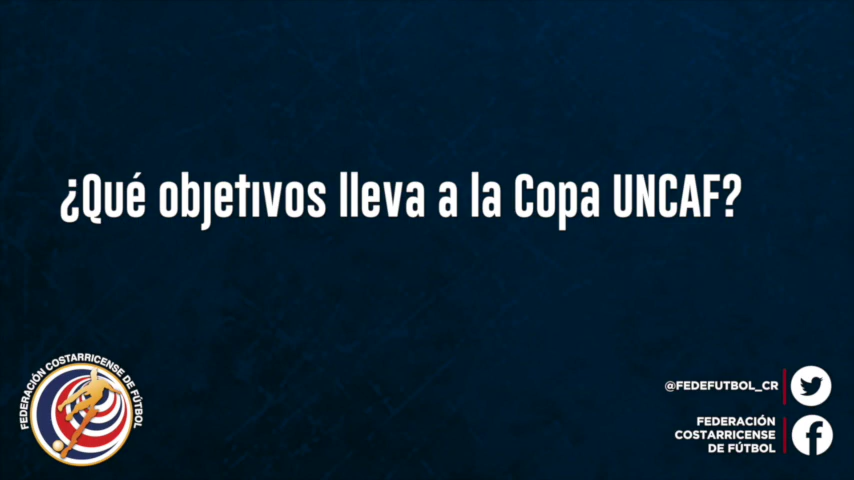 ¿Qué objetivos lleva a la Copa UNCAF?
FEDERACIÓN COSTARRICENSE DE FÚTBOL
@FEDEFUTBOL_CR
FEDERACIÓN
COSTARRICENSE
DE FÚTBOL